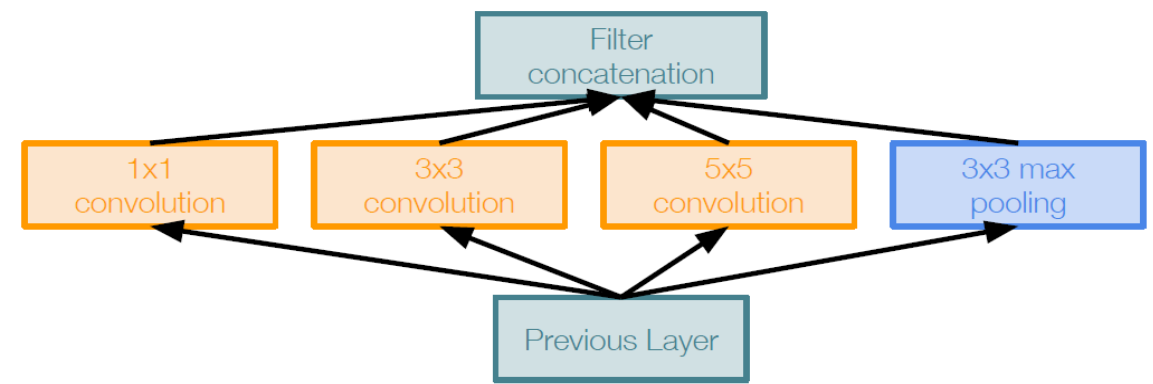 Filter
concatenation
1x1
convolution
3x3
convolution
5x5
convolution
3x3 max
pooling
Previous Layer